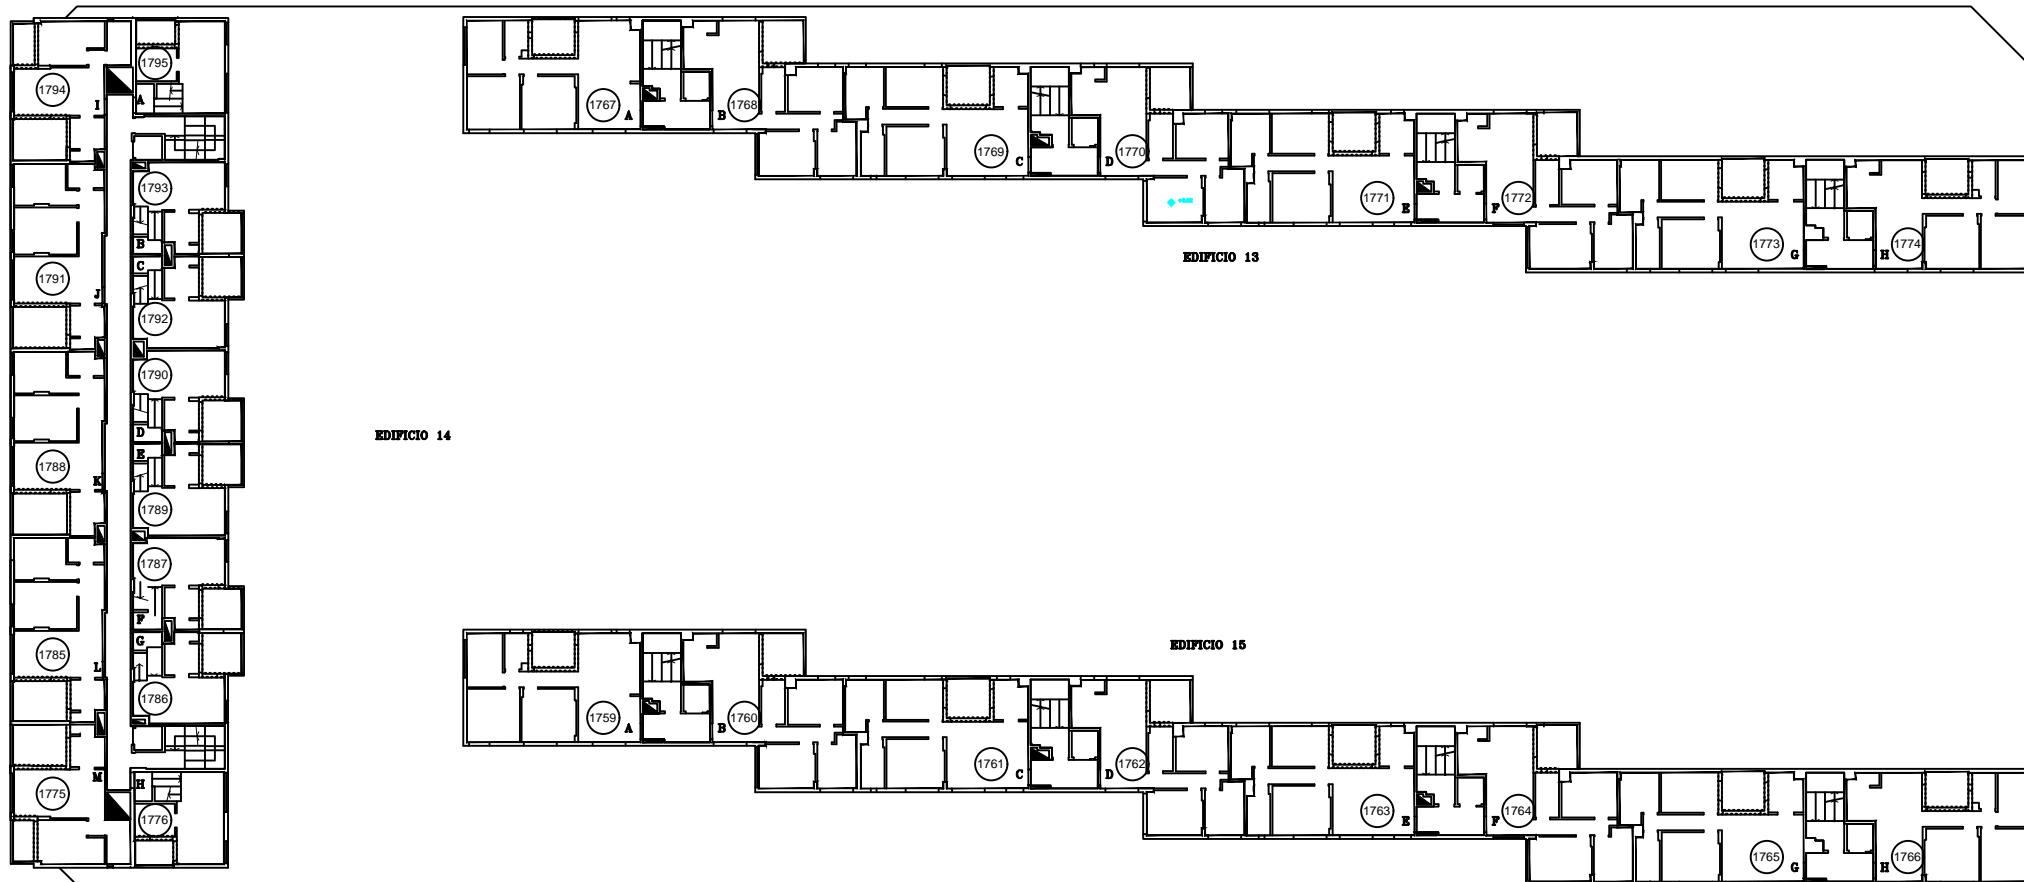 1795
1794
I
A
1793
B
C
1791
J
1792
1790
D
E
1788
K
1789
1787
F
G
1785
L
1786
M
H
1775
1776
EDIFICIO 14
1767
A
B
1768
1769
C
D
1770
1771
E
F
1772
1773
G
H
1774
EDIFICIO 13
EDIFICIO 15
1759
A
B
1760
1761
C
D
1762
1763
E
F
1764
1765
G
H
1766